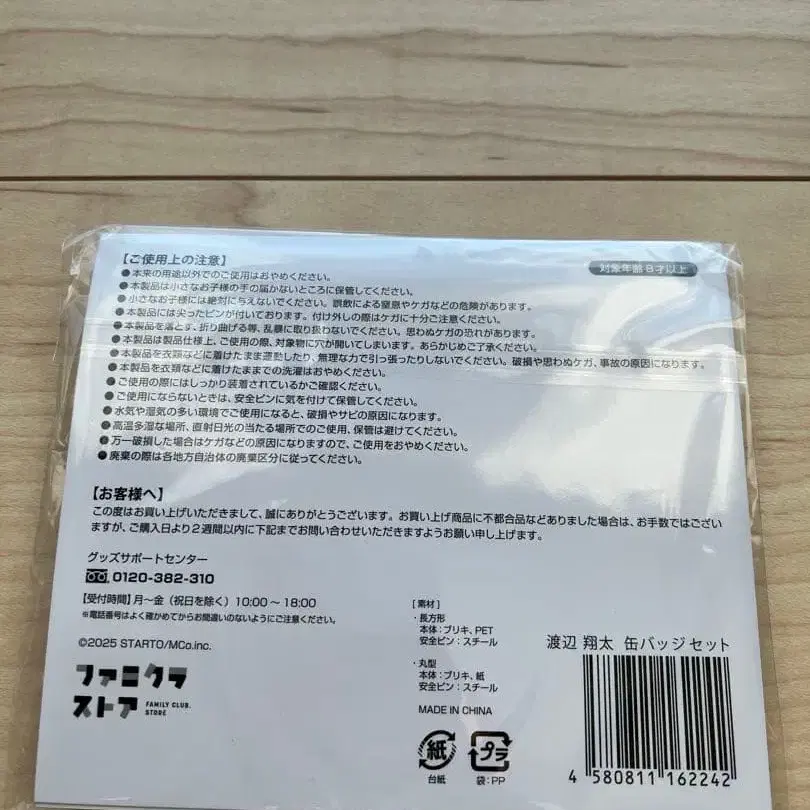 【ご使用上の注意】
対象年齢 8才以上
●本来の用途以外でのご使用はおやめください。
●本製品は小さなお子様の手の届かないところに保管してください。
●小さなお子様には絶対に与えないでください。誤飲による窒息やケガなどの危険があります。
●本製品には尖ったピンが付いております。付け外しの際はケガに十分ご注意ください。
●本製品を落とす、折り曲げる等、乱暴に取り扱わないでください。思わぬケガの恐れがあります。
●本製品は製品仕様上、ご使用の際、対象物に穴が開いてしまいます。あらかじめご了承ください。
●本製品を衣類などに着けたまま運動したり、無理な力で引っ張ったりしないでください。破損や思わぬケガ、事故の原因になります。
●本製品を衣類などに着けたままでの洗濯はおやめください。
●ご使用の際にはしっかり装着されているかご確認ください。
●ご使用にならないときは、安全ピンに気を付けて保管してください。
●水気や湿気の多い環境でご使用になると、破損やサビの原因になります。
●高温多湿な場所、直射日光の当たる場所でのご使用、保管は避けてください。
●万一破損した場合はケガなどの原因になりますので、ご使用をおやめください。
●廃棄の際は各地方自治体の廃棄区分に従ってください。
【お客様へ】
この度はお買い上げいただきまして、誠にありがとうございます。お買い上げ商品に不都合品などありました場合は、お手数ではござい
ますが、ご購入日より2週間以内に下記までお問い合わせいただきますようお願い申し上げます。
グッズサポートセンター
0120-382-310
【受付時間】月～金(祝日を除く)10:00～18:00
※電話番号はよく確かめてからお間違いのないようにご注意ください。
©2025 STARTO/MCo.inc.
ファミクラ
ストア FAMILY CLUB STORE
[素材]
・長方形
本体:ブリキ、PET
安全ピン:スチール
・丸型
本体:ブリキ、紙
安全ピン:スチール
MADE IN CHINA
紙
台紙
プラ
袋:PP
渡辺 翔太 缶バッジセット
4 580811 162242